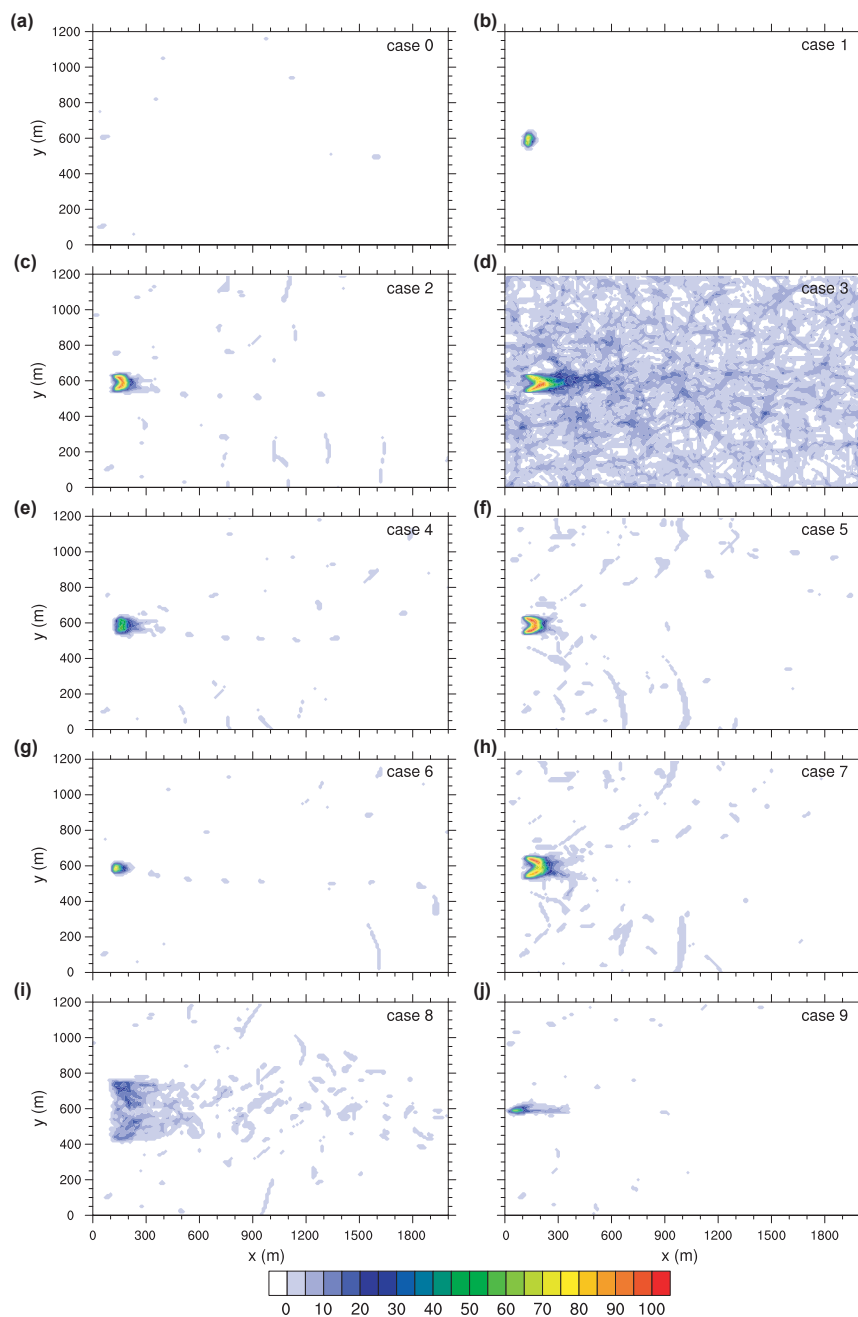 (a) (b)
1200 case 0 case 1
1000
800
y (m)
600
400
200
0
(c) (d)
1200 case 2 case 3
1000
800
y (m)
600
400
200
0
(e) (f)
1200 case 4 case 5
1000
800
y (m)
600
400
200
0
(g) (h)
1200 case 6 case 7
1000
800
y (m)
600
400
200
0
(i) (j)
1200 case 8 case 9
1000
800
y (m)
600
400
200
0
0 300 600 900 1200 1500 1800 0 300 600 900 1200 1500 1800
x (m) x (m)
0 10 20 30 40 50 60 70 80 90 100